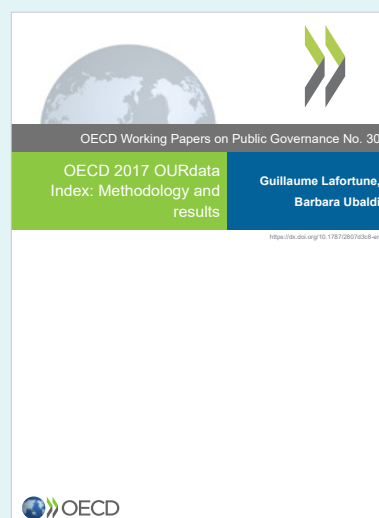 OECD Working Papers on Public Governance No. 30
OECD 2017 OURdata
Index: Methodology and
results
Guillaume Lafortune,
Barbara Ubaldi
https://dx.doi.org/10.1787/2807d3c8-en
OECD